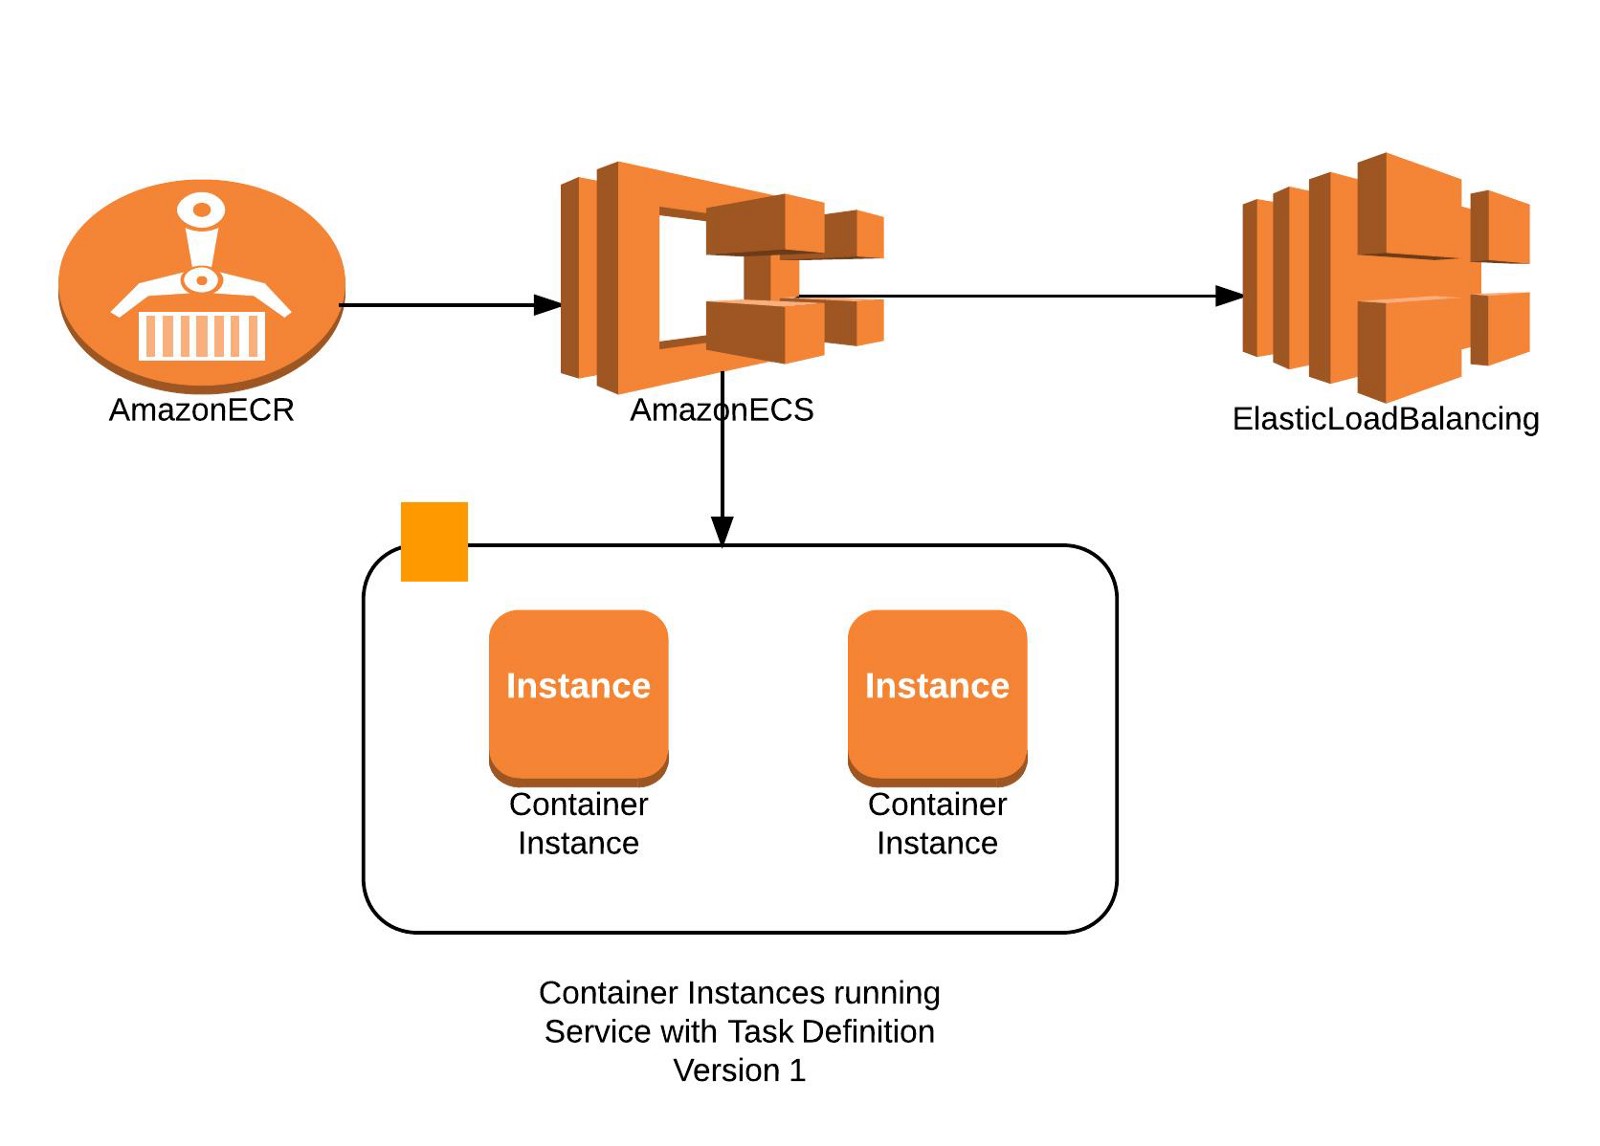 AmazonECR
AmazonECS
ElasticLoadBalancing
Instance
Instance
Container
Instance
Container
Instance
Container Instances running
Service with Task Definition
Version 1